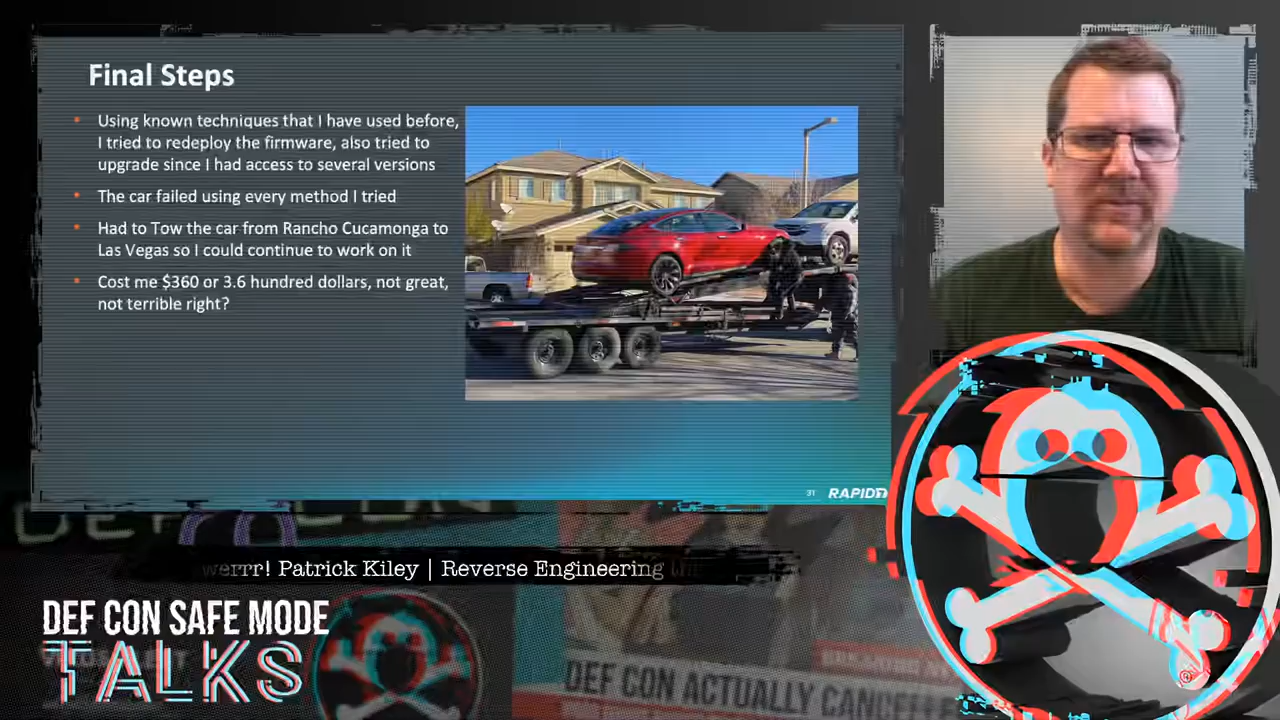 Final Steps
• Using known techniques that I have used before,
I tried to redeploy the firmware, also tried to
upgrade since I had access to several versions
• The car failed using every method I tried
• Had to Tow the car from Rancho Cucamonga to
Las Vegas so I could continue to work on it
• Cost me $360 or 3.6 hundred dollars, not great,
not terrible right?
31
RAPID7
DEF CON
werrr! Patrick Kiley | Reverse Engineering
DEF CON SAFE MODE
TALKS
DEF CON ACTUALLY CANCELLE